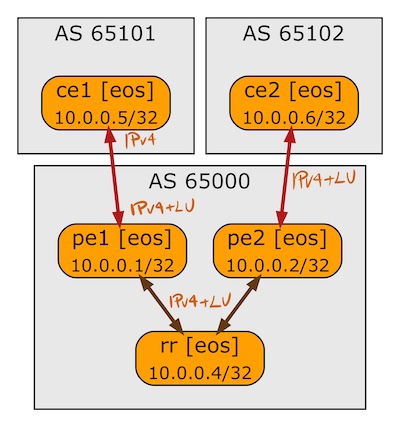 AS 65101
AS 65102
ce1 [eos]
10.0.0.5/32
ce2 [eos]
10.0.0.6/32
IPv4
IPv4+LU
IPv4+LU
AS 65000
pe1 [eos]
10.0.0.1/32
pe2 [eos]
10.0.0.2/32
IPv4+LU
rr [eos]
10.0.0.4/32